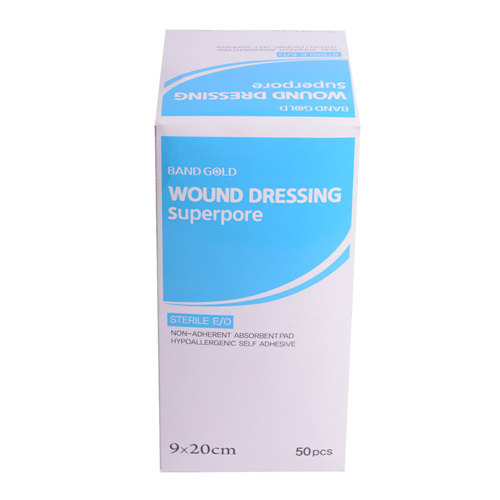 BAND GOLD
WOUND DRESSING
superpore
STERILE E/O
BAND GOLD
WOUND DRESSING
superpore
STERILE E/O
NON-ADHERENT ABSORBENT PAD
HYPOALLERGENIC SELF ADHESIVE
9×20cm
50pcs